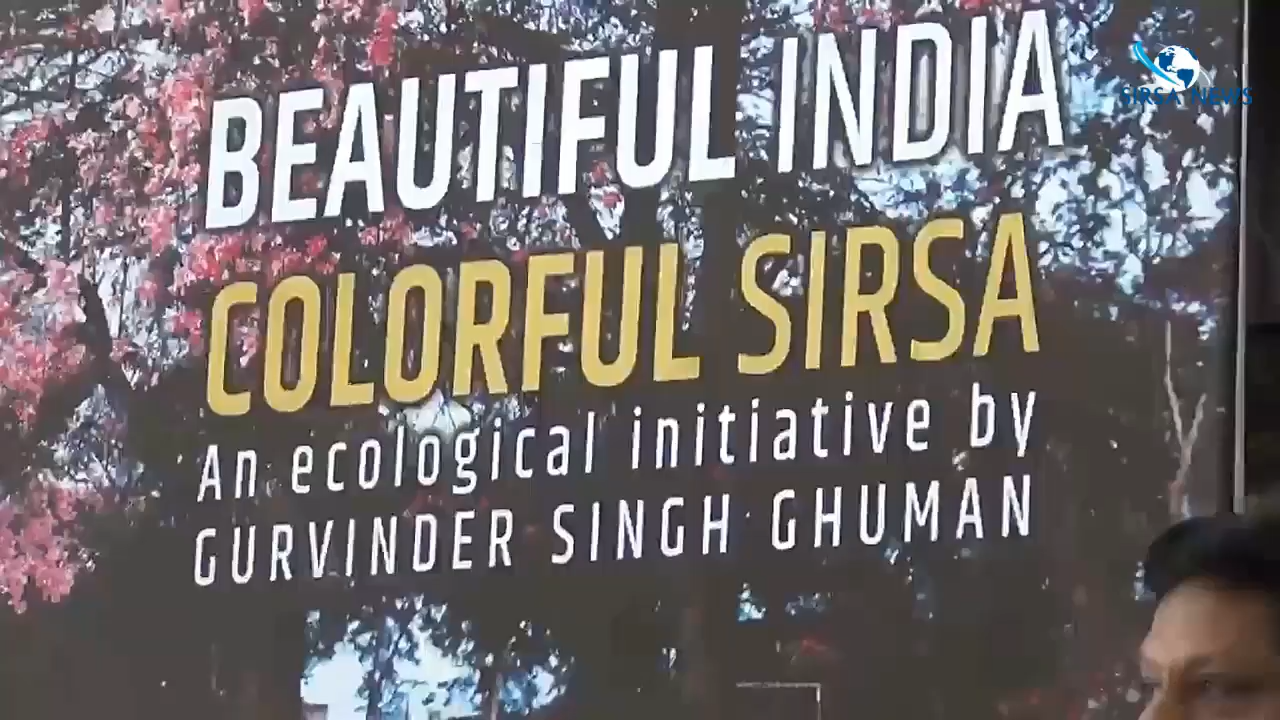 SIRSA NEWS
BEAUTIFUL INDIA
COLORFUL SIRSA
An ecological initiative by
GURVINDER SINGH GHUMAN